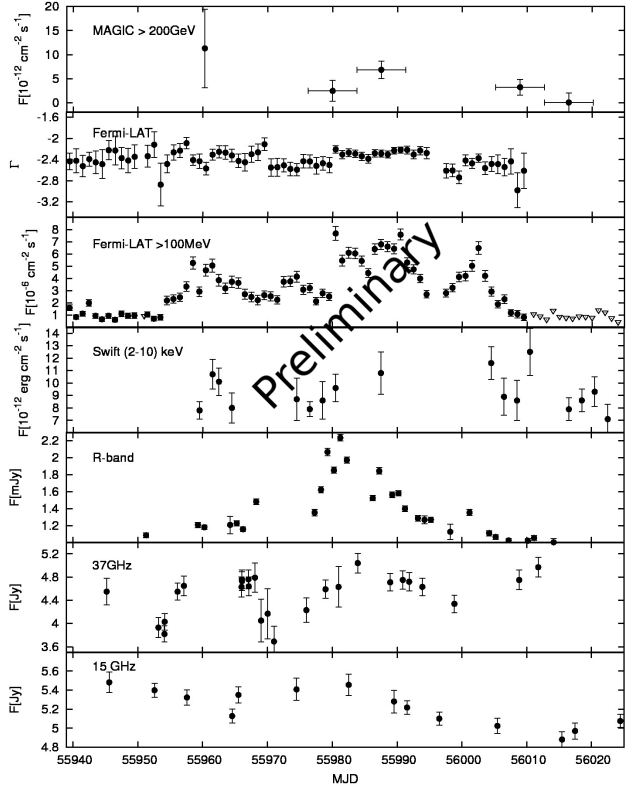 MAGIC > 200GeV
F[10^-12 cm^-2 s^-1]
20
15
10
5
0
Fermi-LAT
Γ
-1.6
-2
-2.4
-2.8
-3.2
Fermi-LAT >100MeV
F[10^-6 cm^-2 s^-1]
8
7
6
5
4
3
2
1
Preliminary
Swift (2-10) keV
F[10^-12 erg cm^-2 s^-1]
14
13
12
11
10
9
8
7
R-band
F[mJy]
2.2
2
1.8
1.6
1.4
1.2
37GHz
F[Jy]
5.2
4.8
4.4
4
3.6
15 GHz
F[Jy]
5.6
5.4
5.2
5
4.8
55940 55950 55960 55970 55980 55990 56000 56010 56020
MJD